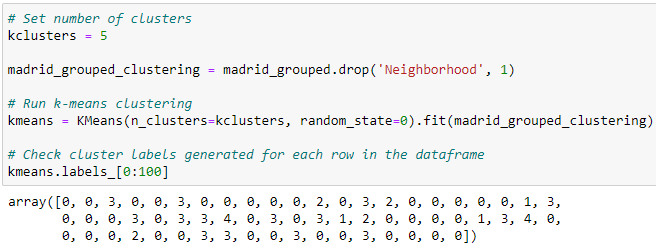 # Set number of clusters
kclusters = 5
madrid_grouped_clustering = madrid_grouped.drop('Neighborhood', 1)
# Run k-means clustering
kmeans = KMeans(n_clusters=kclusters, random_state=0).fit(madrid_grouped_clustering)
# Check cluster labels generated for each row in the dataframe
kmeans.labels_[0:100]
array([0, 0, 3, 0, 0, 3, 0, 0, 0, 0, 0, 2, 0, 3, 2, 0, 0, 0, 0, 0, 1, 3,
0, 0, 0, 3, 0, 3, 3, 4, 0, 3, 0, 3, 1, 2, 0, 0, 0, 0, 1, 3, 4, 0,
0, 0, 0, 2, 0, 0, 3, 3, 0, 0, 3, 0, 0, 3, 0, 0, 0, 0])